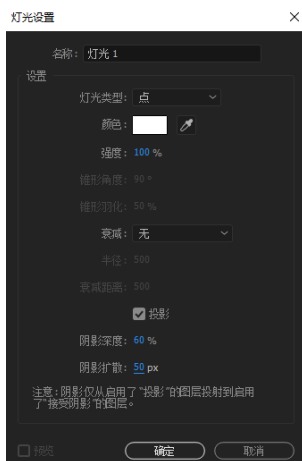 灯光设置
名称: 灯光 1
设置
灯光类型: 点
颜色:
强度: 100 %
锥形角度: 90 °
锥形羽化: 50 %
衰减: 无
半径: 500
衰减距离: 500
投影
阴影深度: 60 %
阴影扩散: 50 px
注意:阴影仅从启用了“投影”的图层投射到启用
了“接受阴影”的图层。
预览
确定
取消